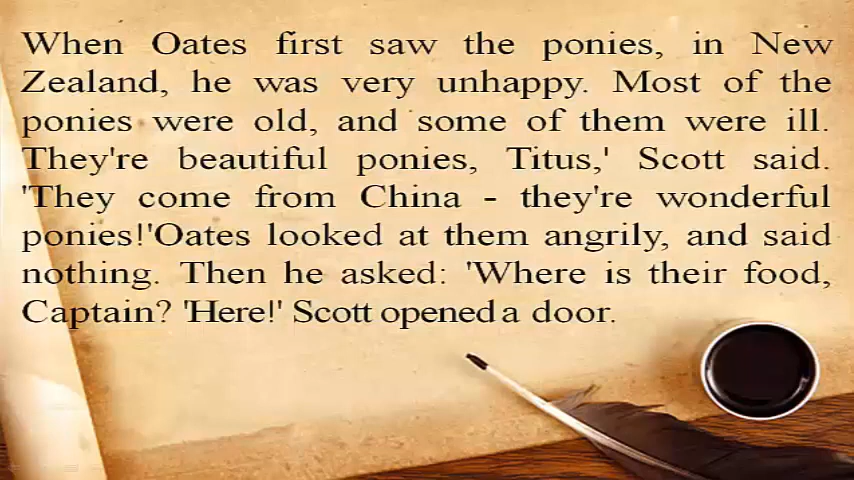 When Oates first saw the ponies, in New
Zealand, he was very unhappy. Most of the
ponies were old, and some of them were ill.
They're beautiful ponies, Titus,' Scott said.
'They come from China - they're wonderful
ponies!'Oates looked at them angrily, and said
nothing. Then he asked: 'Where is their food,
Captain? 'Here!' Scott opened a door.